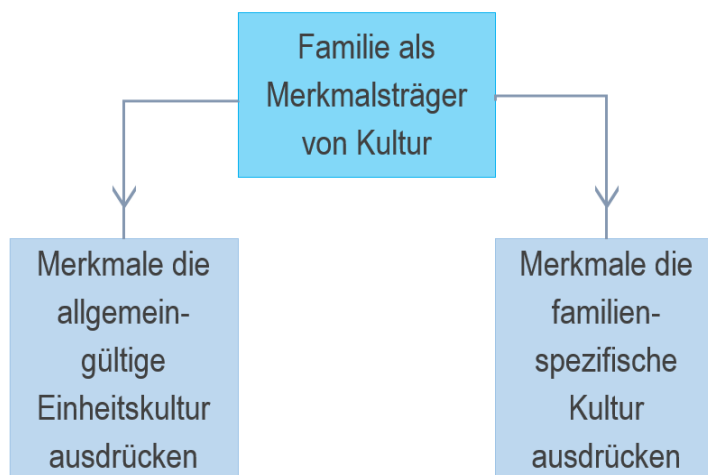 Familie als
Merkmalsträger
von Kultur
Merkmale die
allgemein-
gültige
Einheitskultur
ausdrücken
Merkmale die
familien-
spezifische
Kultur
ausdrücken